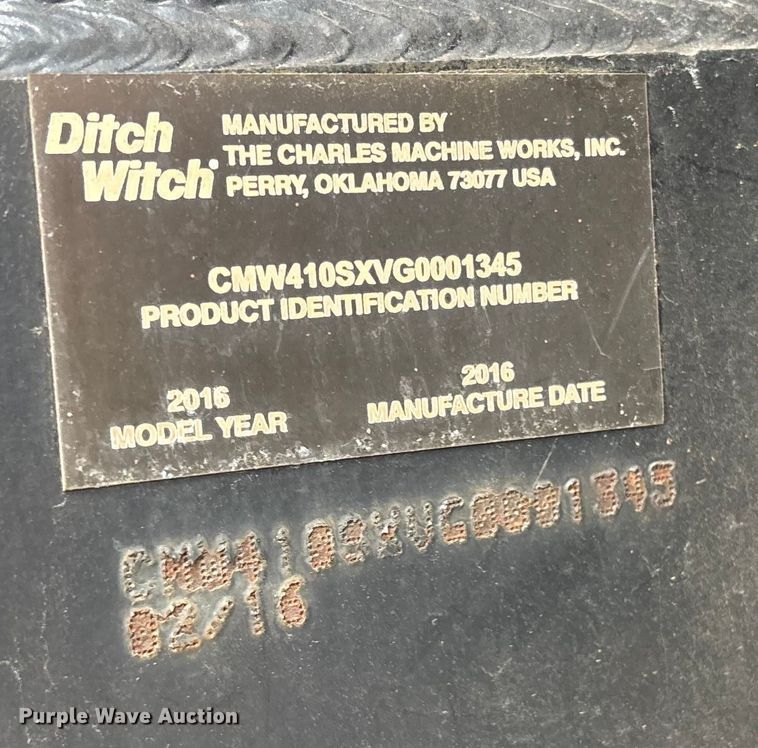 Ditch
Witch
MANUFACTURED BY
THE CHARLES MACHINE WORKS, INC.
PERRY, OKLAHOMA 73077 USA
CMW410SXVG0001345
PRODUCT IDENTIFICATION NUMBER
2016
MODEL YEAR
2016
MANUFACTURE DATE
CMW410SXVG0001345
02/16
Purple Wave Auction